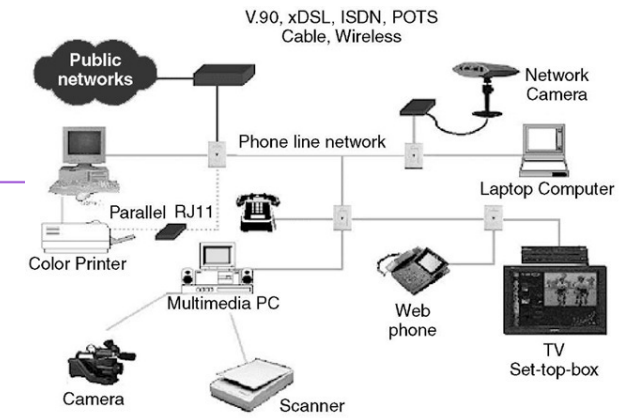 V.90, xDSL, ISDN, POTS
Cable, Wireless
Public
networks
Network
Camera
Phone line network
Laptop Computer
Parallel RJ11
Color Printer
Multimedia PC
Web
phone
TV
Set-top-box
Camera
Scanner